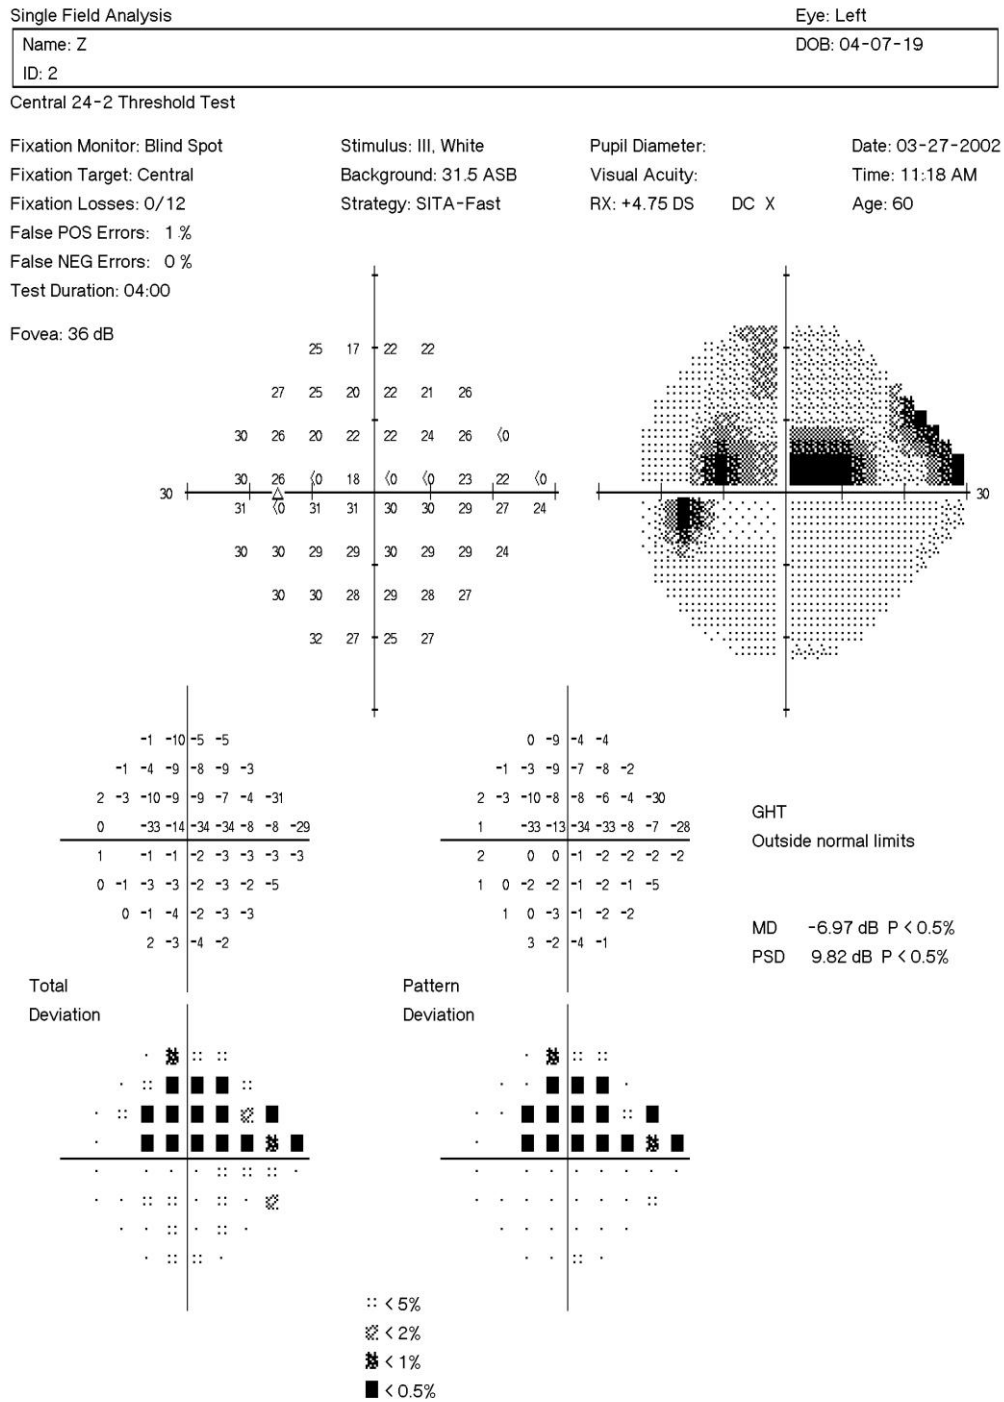 Single Field Analysis Eye: Left
Name: Z DOB: 04-07-19
ID: 2
Central 24-2 Threshold Test
Fixation Monitor: Blind Spot Stimulus: III, White Pupil Diameter: Date: 03-27-2002
Fixation Target: Central Background: 31.5 ASB Visual Acuity: Time: 11:18 AM
Fixation Losses: 0/12 Strategy: SITA-Fast RX: +4.75 DS DC X Age: 60
False POS Errors: 1 %
False NEG Errors: 0 %
Test Duration: 04:00
Fovea: 36 dB
25 17 22 22
27 25 20 22 21 26
30 26 20 22 22 24 26 <0
30 26 <0 18 <0 <0 23 22 <0
30 30
31 <0 31 31 30 30 29 27 24
30 30 29 29 30 29 29 24
30 30 28 29 28 27
32 27 25 27
-1 -10 -5 -5 0 -9 -4 -4
-1 -4 -9 -8 -9 -3 -1 -3 -9 -7 -8 -2
2 -3 -10 -9 -9 -7 -4 -31 2 -3 -10 -8 -8 -6 -4 -30
GHT
0 -33 -14 -34 -34 -8 -8 -29 1 -33 -13 -34 -33 -8 -7 -28
Outside normal limits
1 -1 -1 -2 -3 -3 -3 -3 2 0 0 -1 -2 -2 -2 -2
0 -1 -3 -3 -2 -3 -2 -5 1 0 -2 -2 -1 -2 -1 -5
0 -1 -4 -2 -3 -3 1 0 -3 -1 -2 -2
MD -6.97 dB P < 0.5%
2 -3 -4 -2 3 -2 -4 -1
PSD 9.82 dB P < 0.5%
Total Pattern
Deviation Deviation
< 5%
< 2%
< 1%
< 0.5%